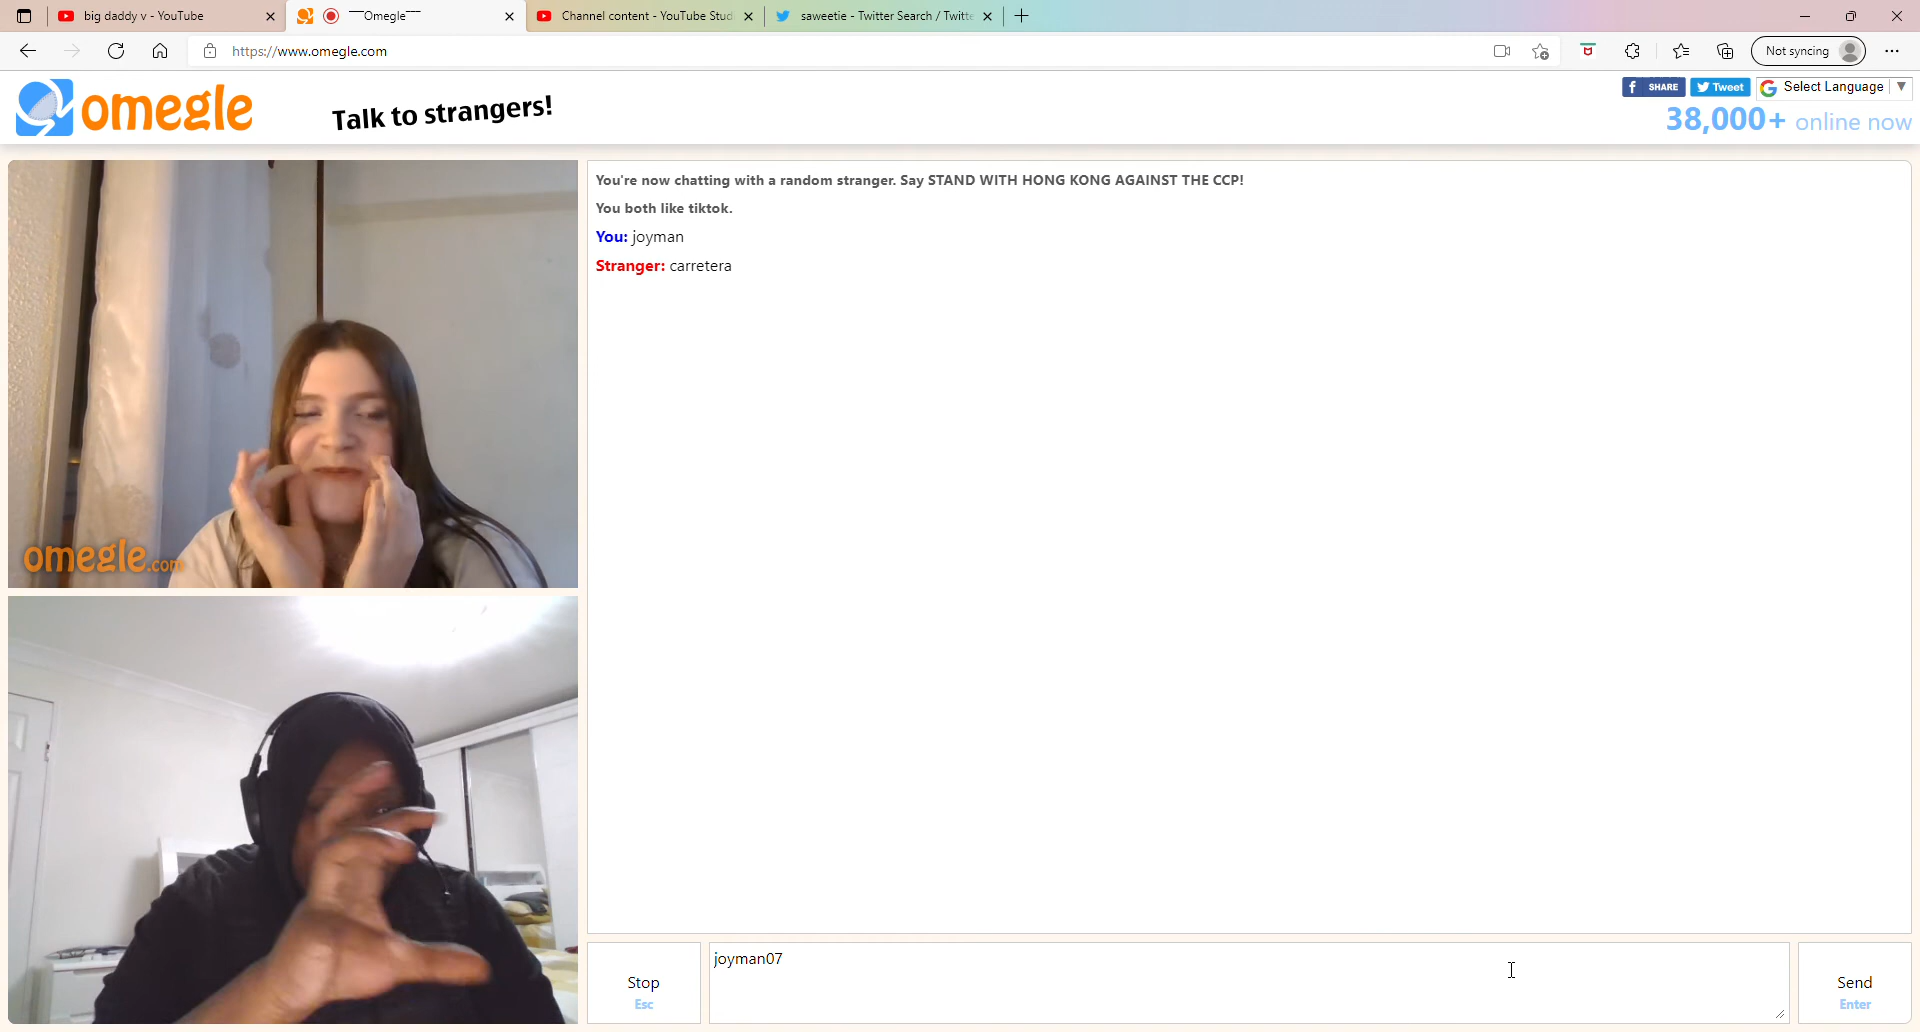 big daddy v - YouTube
Omegle
Channel content - YouTube Stud
saweetie - Twitter Search / Twitte
https://www.omegle.com
Not syncing
omegle
Talk to strangers!
SHARE
Tweet
Select Language
38,000+ online now
You're now chatting with a random stranger. Say STAND WITH HONG KONG AGAINST THE CCP!
You both like tiktok.
You: joyman
Stranger: carretera
omegle.com
Stop
Esc
joyman07
Send
Enter